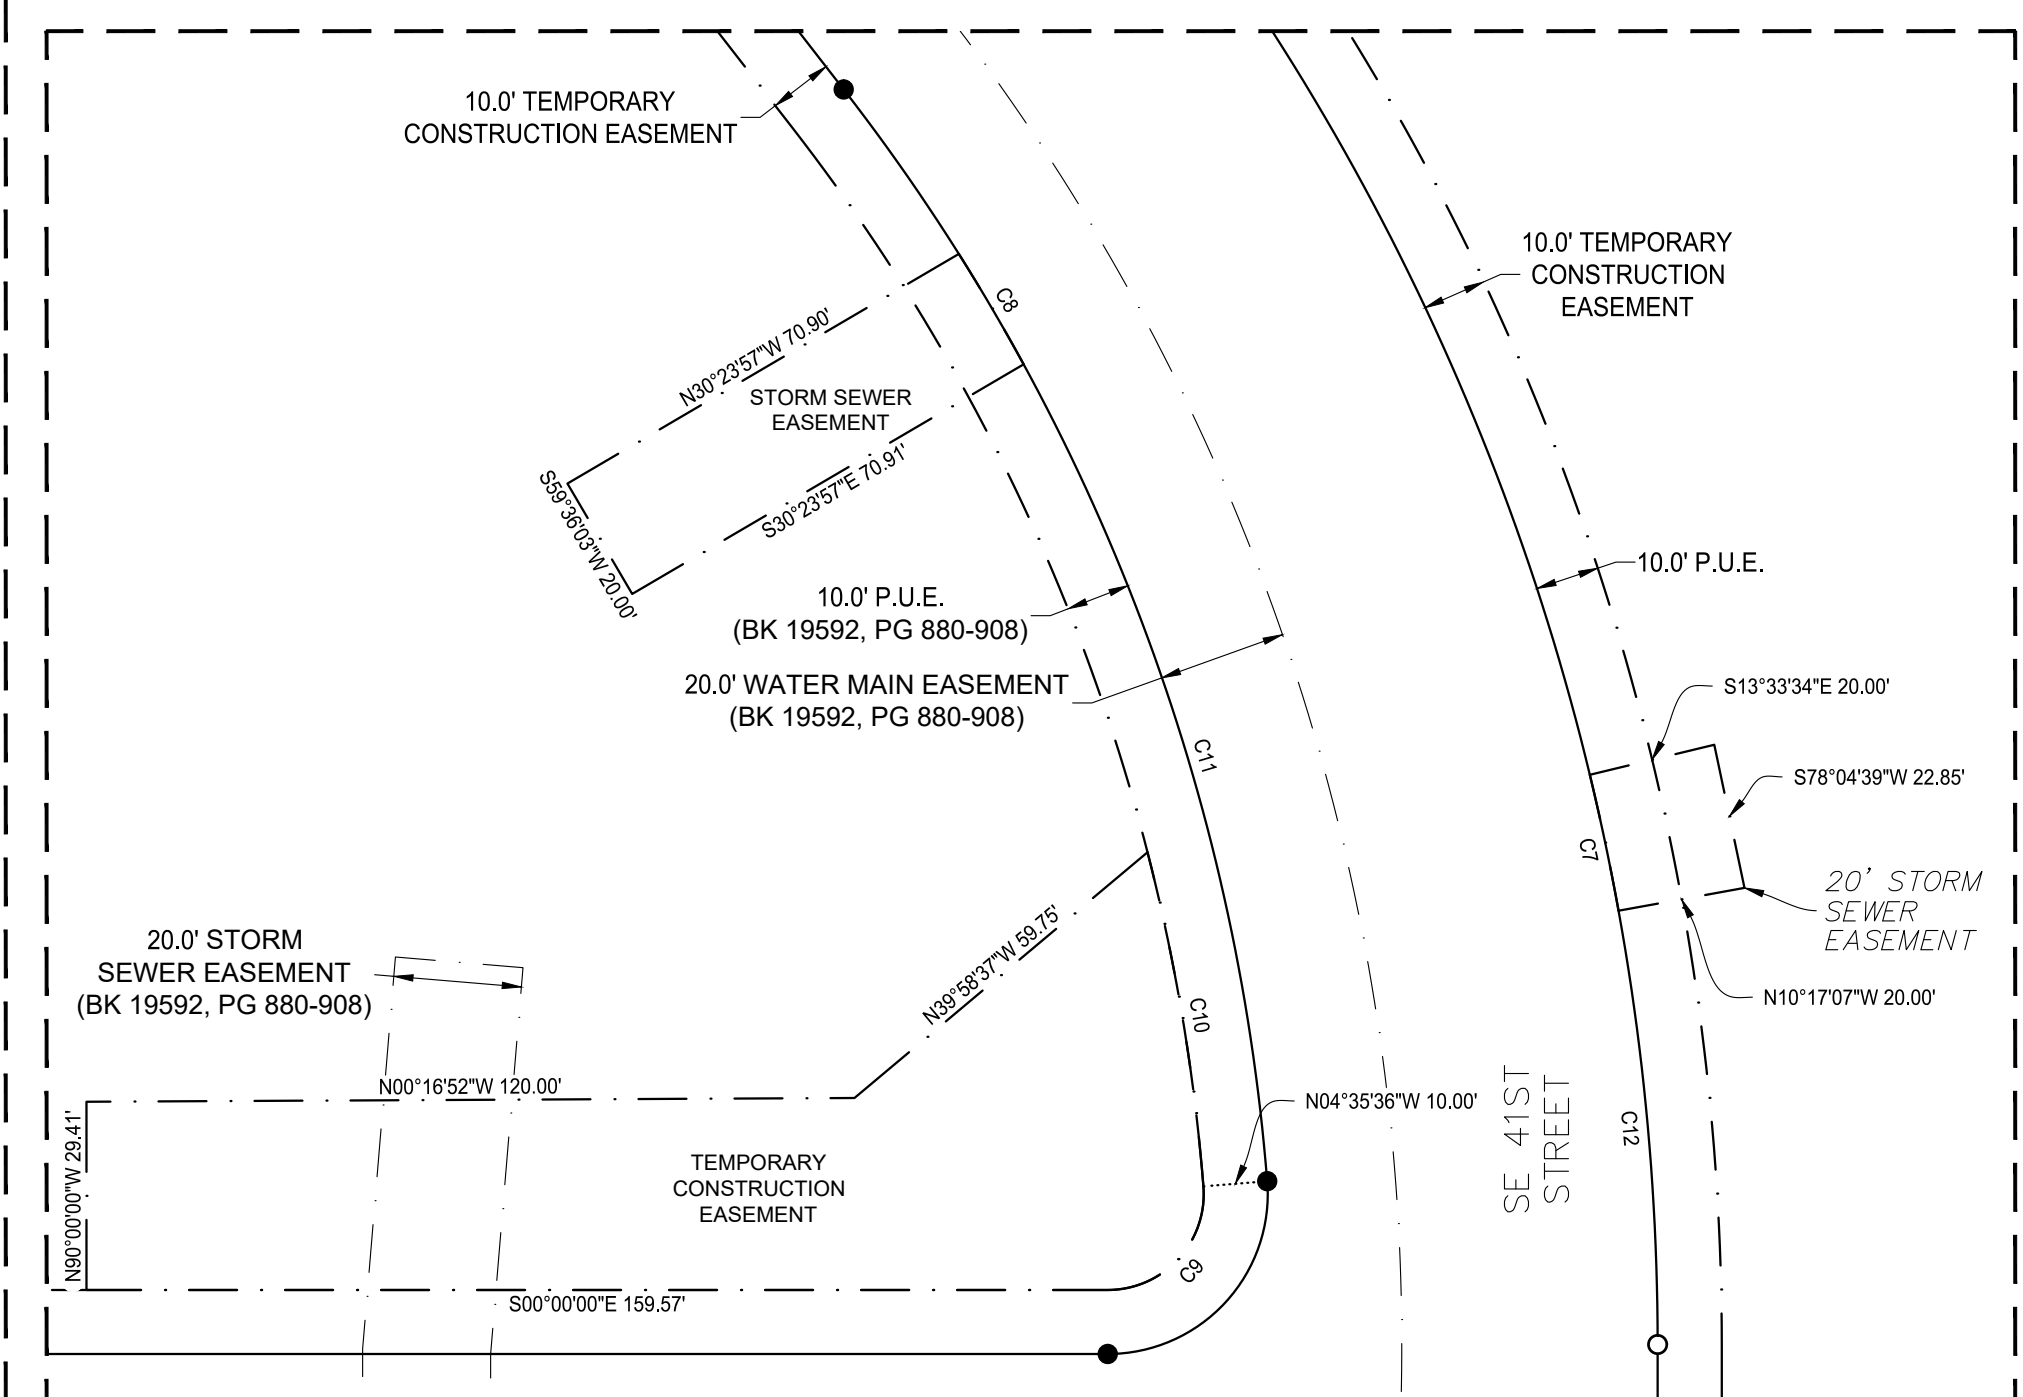 10.0' TEMPORARY
CONSTRUCTION EASEMENT
10.0' TEMPORARY
CONSTRUCTION
EASEMENT
C8
N30°23'57"W 70.90'
STORM SEWER
EASEMENT
S30°23'57"E 70.91'
S59°36'03"W 20.00'
10.0' P.U.E.
10.0' P.U.E.
(BK 19592, PG 880-908)
20.0' WATER MAIN EASEMENT
(BK 19592, PG 880-908)
S13°33'34"E 20.00'
C11
S78°04'39"W 22.85'
C7
20' STORM
SEWER
EASEMENT
20.0' STORM
SEWER EASEMENT
(BK 19592, PG 880-908)
N39°58'37"W 59.75'
C10
N10°17'07"W 20.00'
N00°16'52"W 120.00'
N04°35'36"W 10.00'
SE 41ST
STREET
C12
N90°00'00"W 29.41'
TEMPORARY
CONSTRUCTION
EASEMENT
C9
S00°00'00"E 159.57'